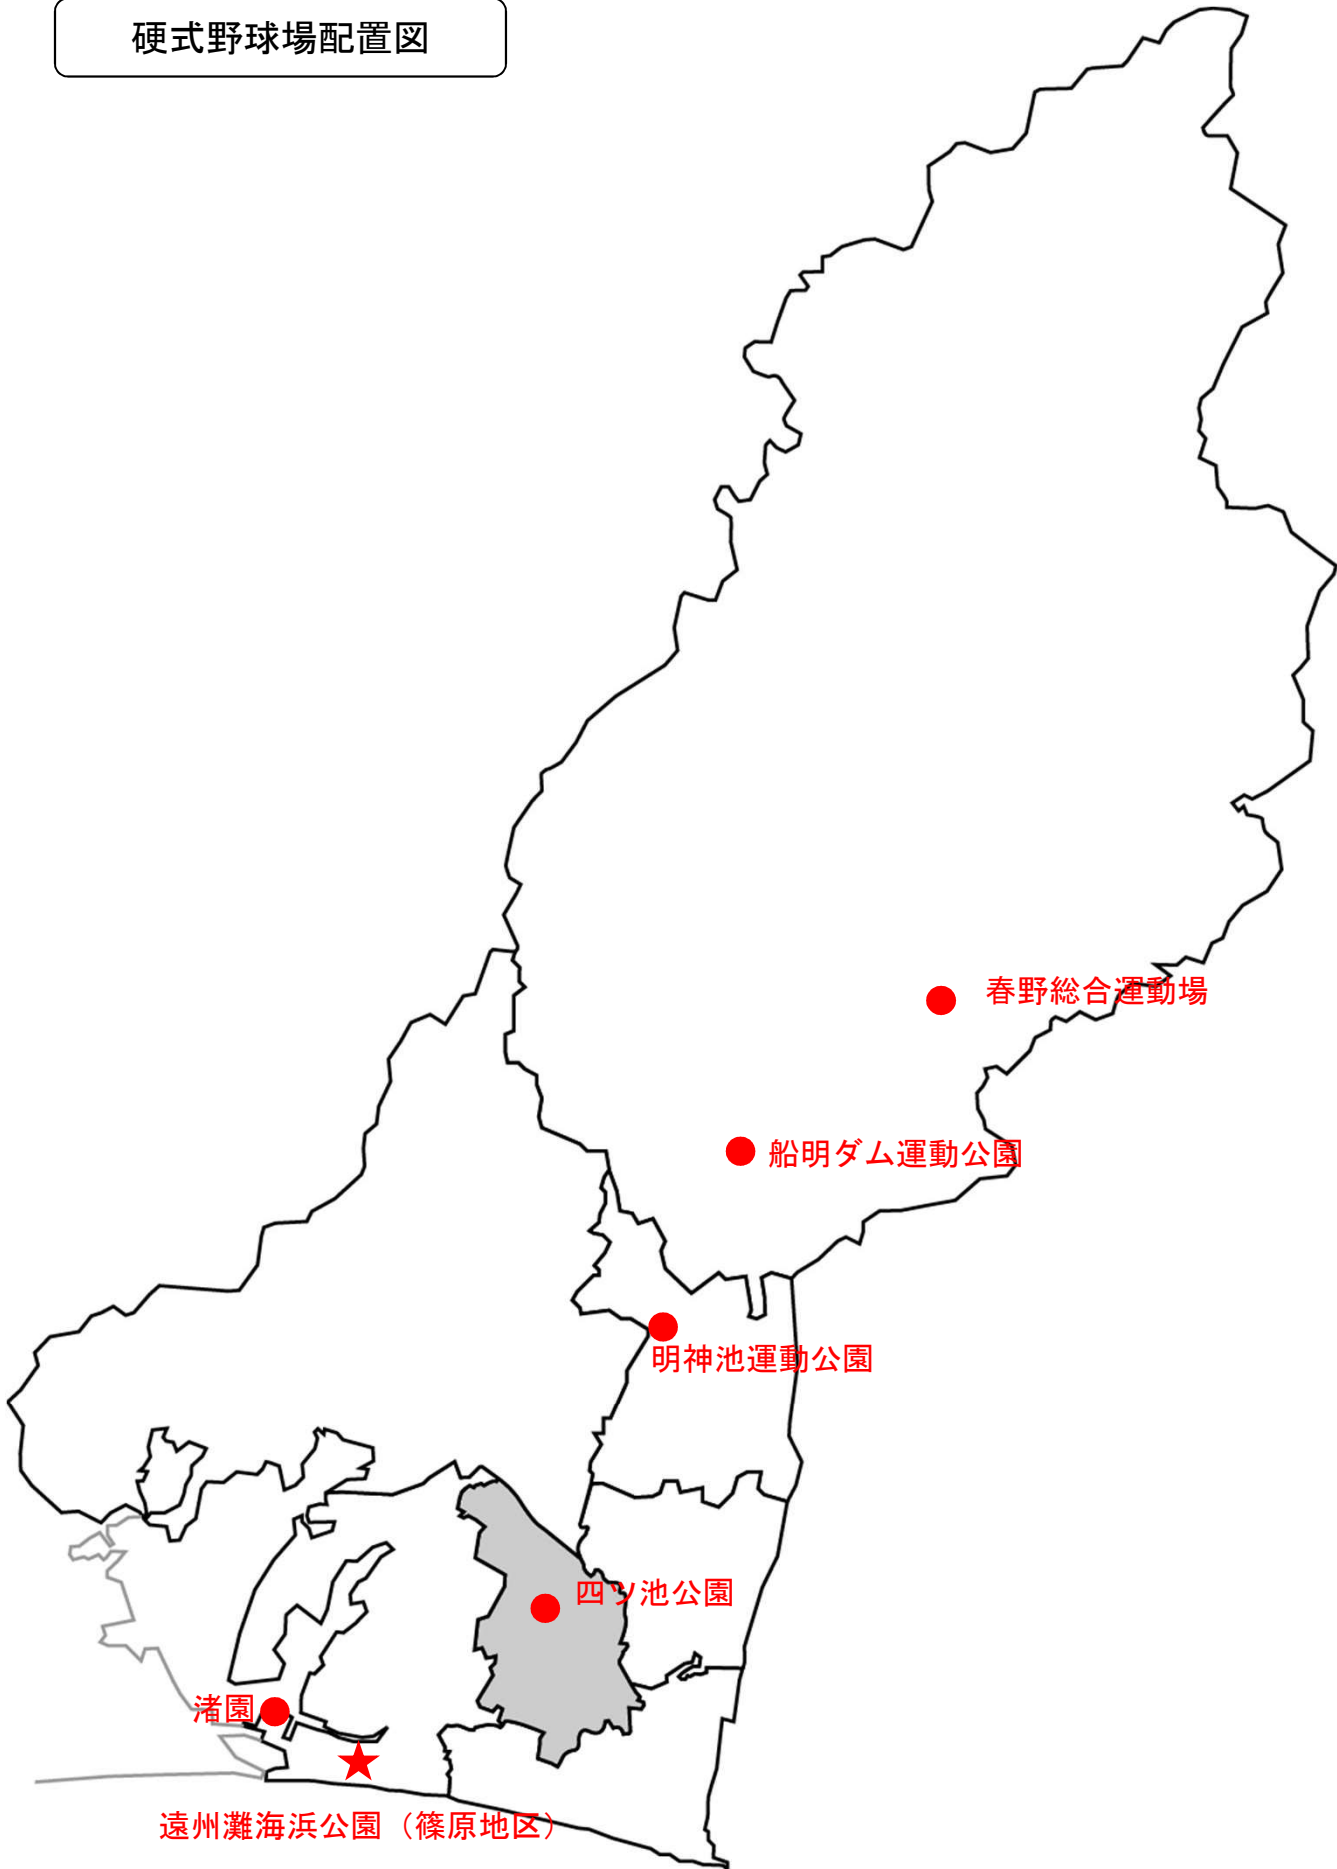 硬式野球場配置図
春野総合運動場
船明ダム運動公園
明神池運動公園
四ツ池公園
渚園
遠州灘海浜公園（篠原地区）